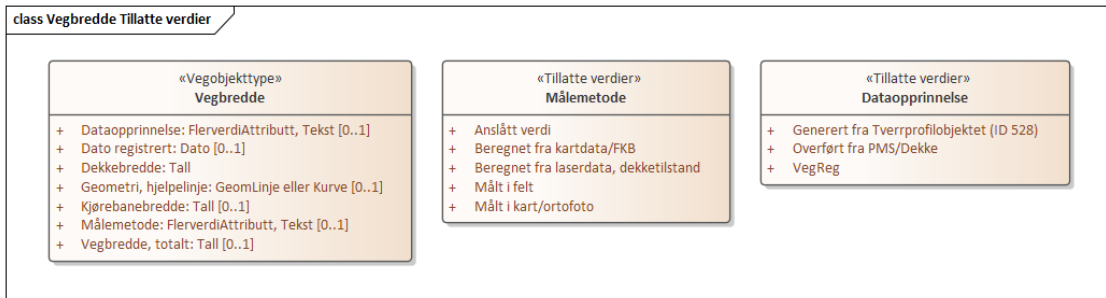 class Vegbredde Tillatte verdier
«Vegobjekttype»
Vegbredde
+ Dataopprinnelse: FlerverdiAttributt, Tekst [0..1]
+ Dato registrert: Dato [0..1]
+ Dekkebredde: Tall
+ Geometri, hjelpelinje: GeomLinje eller Kurve [0..1]
+ Kjørebanebredde: Tall [0..1]
+ Målemetode: FlerverdiAttributt, Tekst [0..1]
+ Vegbredde, totalt: Tall [0..1]
«Tillatte verdier»
Målemetode
+ Anslått verdi
+ Beregnet fra kartdata/FKB
+ Beregnet fra laserdata, dekketilstand
+ Målt i felt
+ Målt i kart/ortofoto
«Tillatte verdier»
Dataopprinnelse
+ Generert fra Tverrprofilobjektet (ID 528)
+ Overført fra PMS/Dekke
+ VegReg